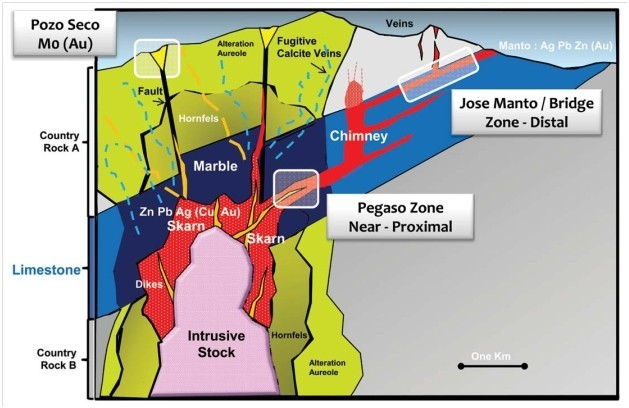 Pozo Seco
Mo (Au)
Veins
Alteration
Aureole
Fugitive
Calcite Veins
Manto : Ag Pb Zn (Au)
Fault
Jose Manto / Bridge
Zone - Distal
Hornfels
Country
Rock A
Chimney
Marble
Zn Pb Ag (Cu Au)
Skarn
Skarn
Pegaso Zone
Near - Proximal
Limestone
Dikes
Intrusive
Stock
Hornfels
Country
Rock B
Alteration
Aureole
One Km